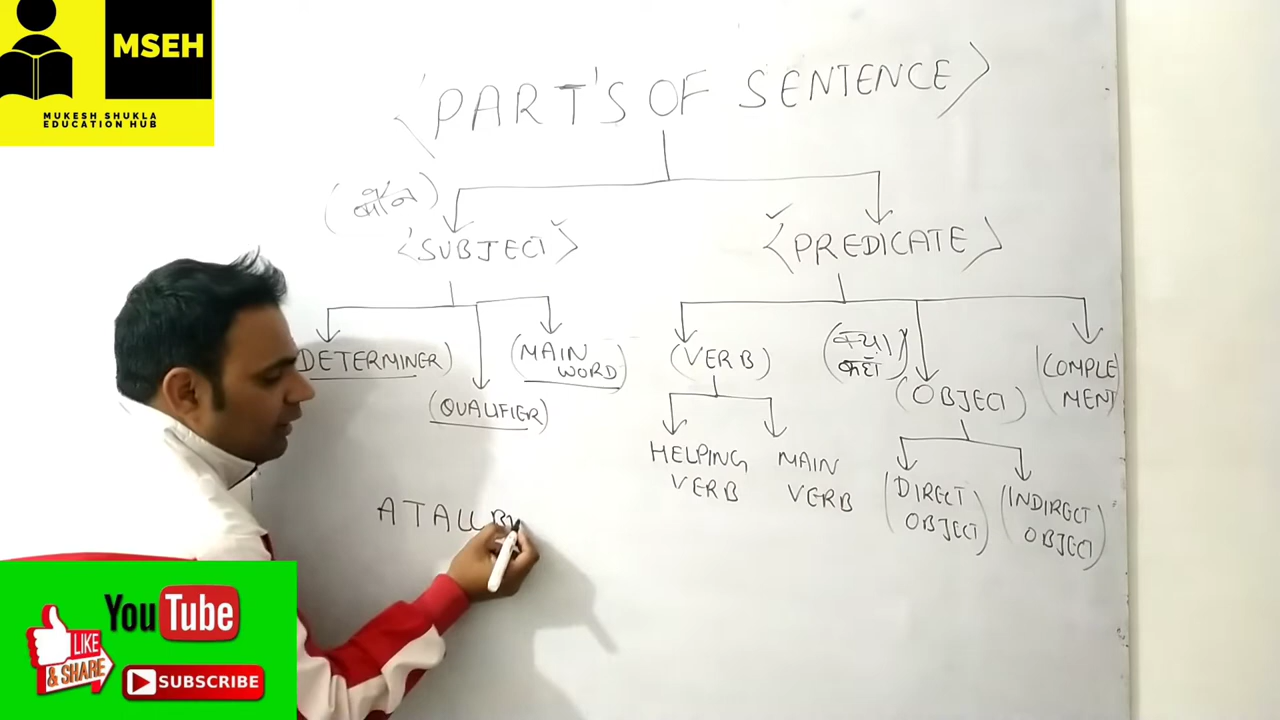 MSEH
MUKESH SHUKLA
EDUCATION HUB
<PART'S OF SENTENCE>
(कौन)
<SUBJECT>
<PREDICATE>
(DETERMINER)
(QUALIFIER)
(MAIN
WORD)
(VERB)
(क्या
कहाँ)
(OBJECT)
(COMPLE
MENT
HELPING
VERB
MAIN
VERB
(DIRECT
OBJECT)
(INDIRECT
OBJECT)
A TALL
YouTube
LIKE
& SHARE
SUBSCRIBE